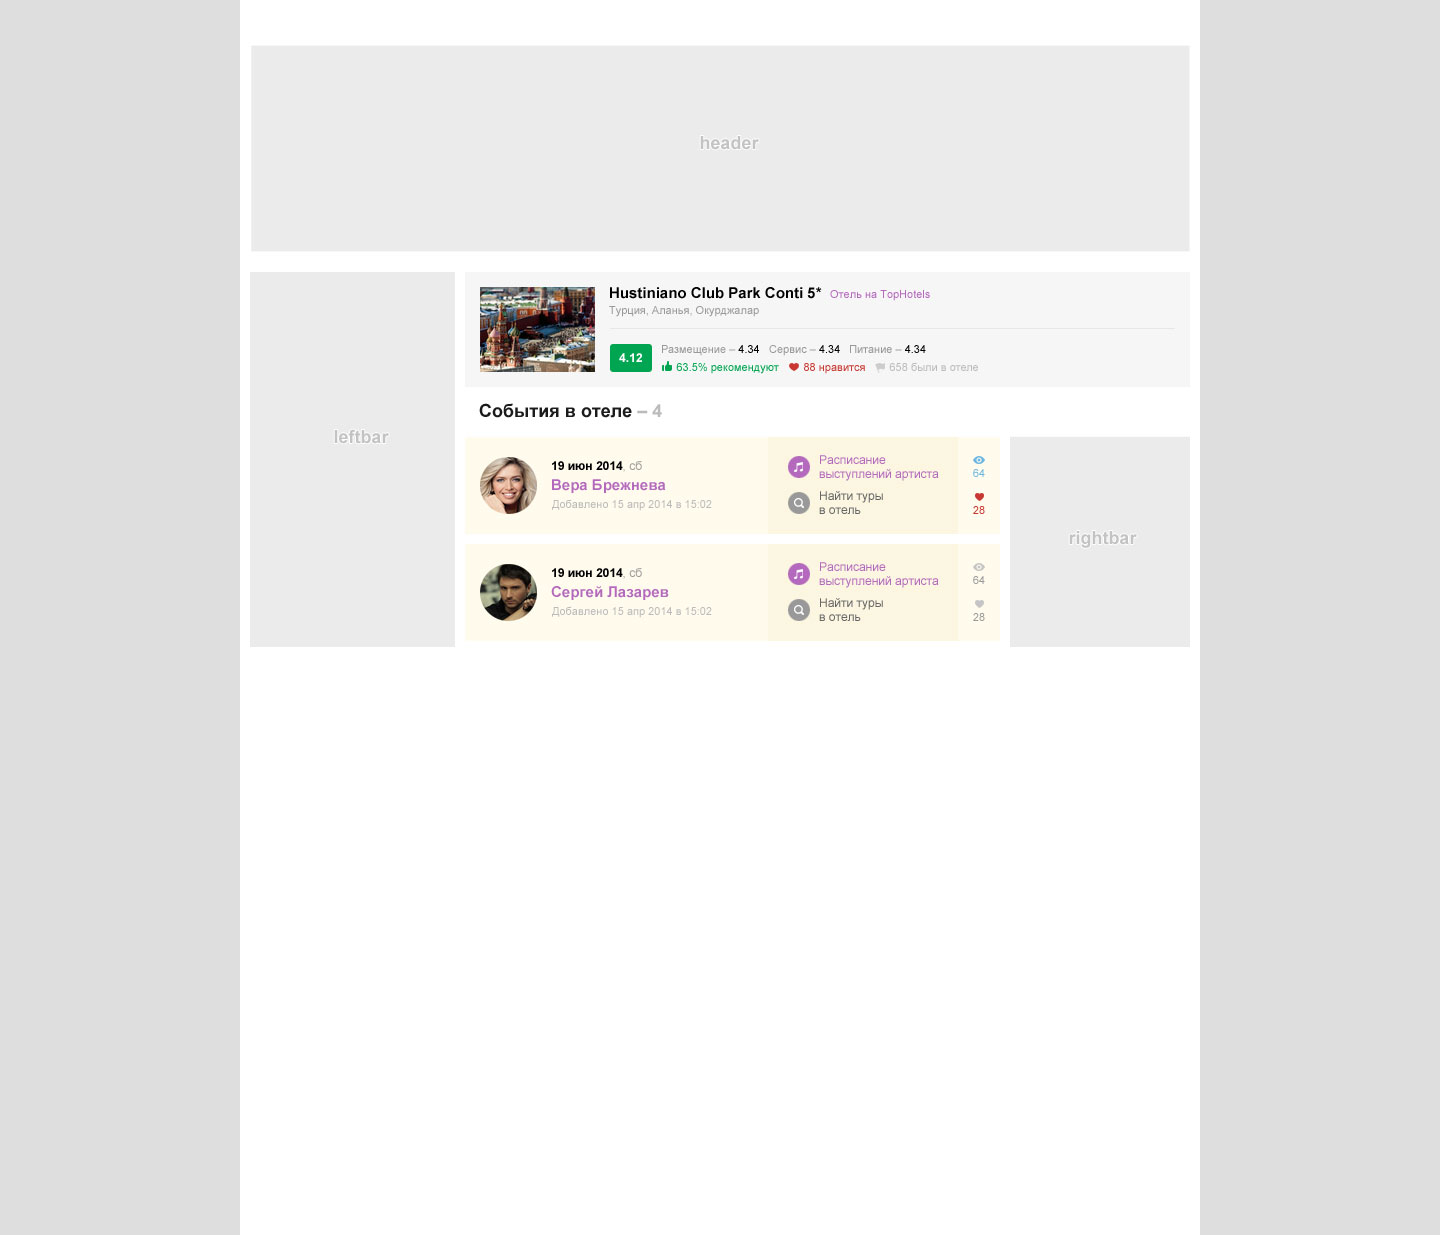 header
leftbar
Hustiniano Club Park Conti 5* Отель на TopHotels
Турция, Аланья, Окурджалар
4.12
Размещение – 4.34 Сервис – 4.34 Питание – 4.34
63.5% рекомендуют 88 нравится 658 были в отеле
События в отеле – 4
19 июн 2014, сб
Вера Брежнева
Добавлено 15 апр 2014 в 15:02
Расписание
выступлений артиста
Найти туры
в отель
64
28
19 июн 2014, сб
Сергей Лазарев
Добавлено 15 апр 2014 в 15:02
Расписание
выступлений артиста
Найти туры
в отель
64
28
rightbar